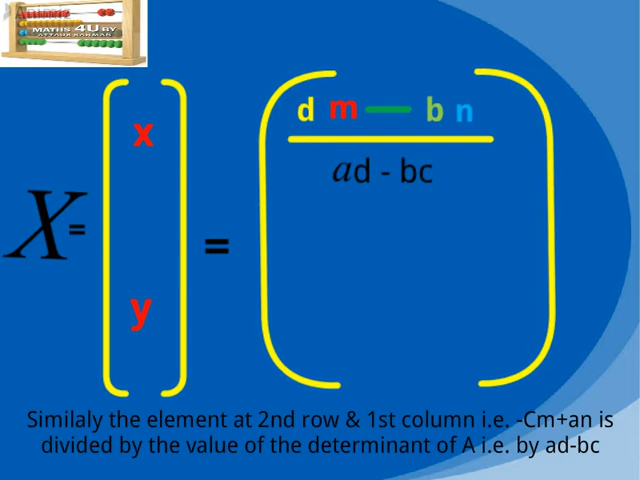 MATHS 4U BY
ATTAUR RAHMAN
X = x = d m — b n
ad - bc
y
Similaly the element at 2nd row & 1st column i.e. -Cm+an is
divided by the value of the determinant of A i.e. by ad-bc